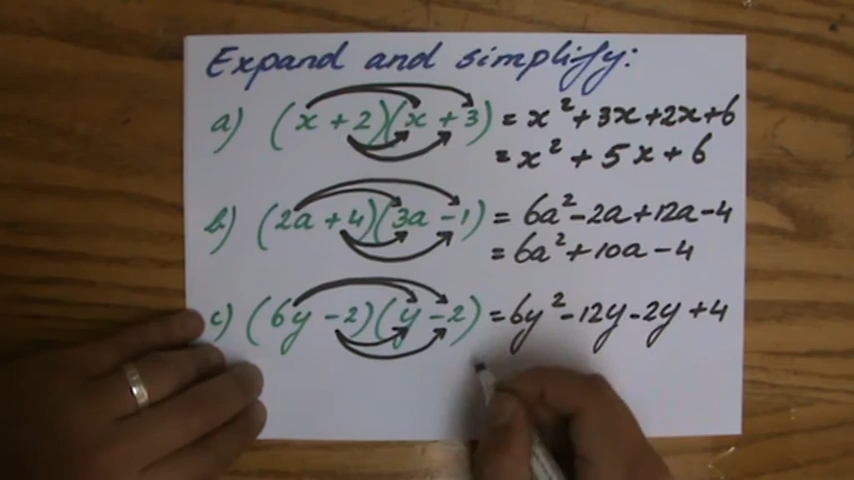 Expand and simplify:
a) (x + 2)(x + 3) = x² + 3x + 2x + 6
= x² + 5x + 6
b) (2a + 4)(3a - 1) = 6a² - 2a + 12a - 4
= 6a² + 10a - 4
c) (6y - 2)(y - 2) = 6y² - 12y - 2y + 4